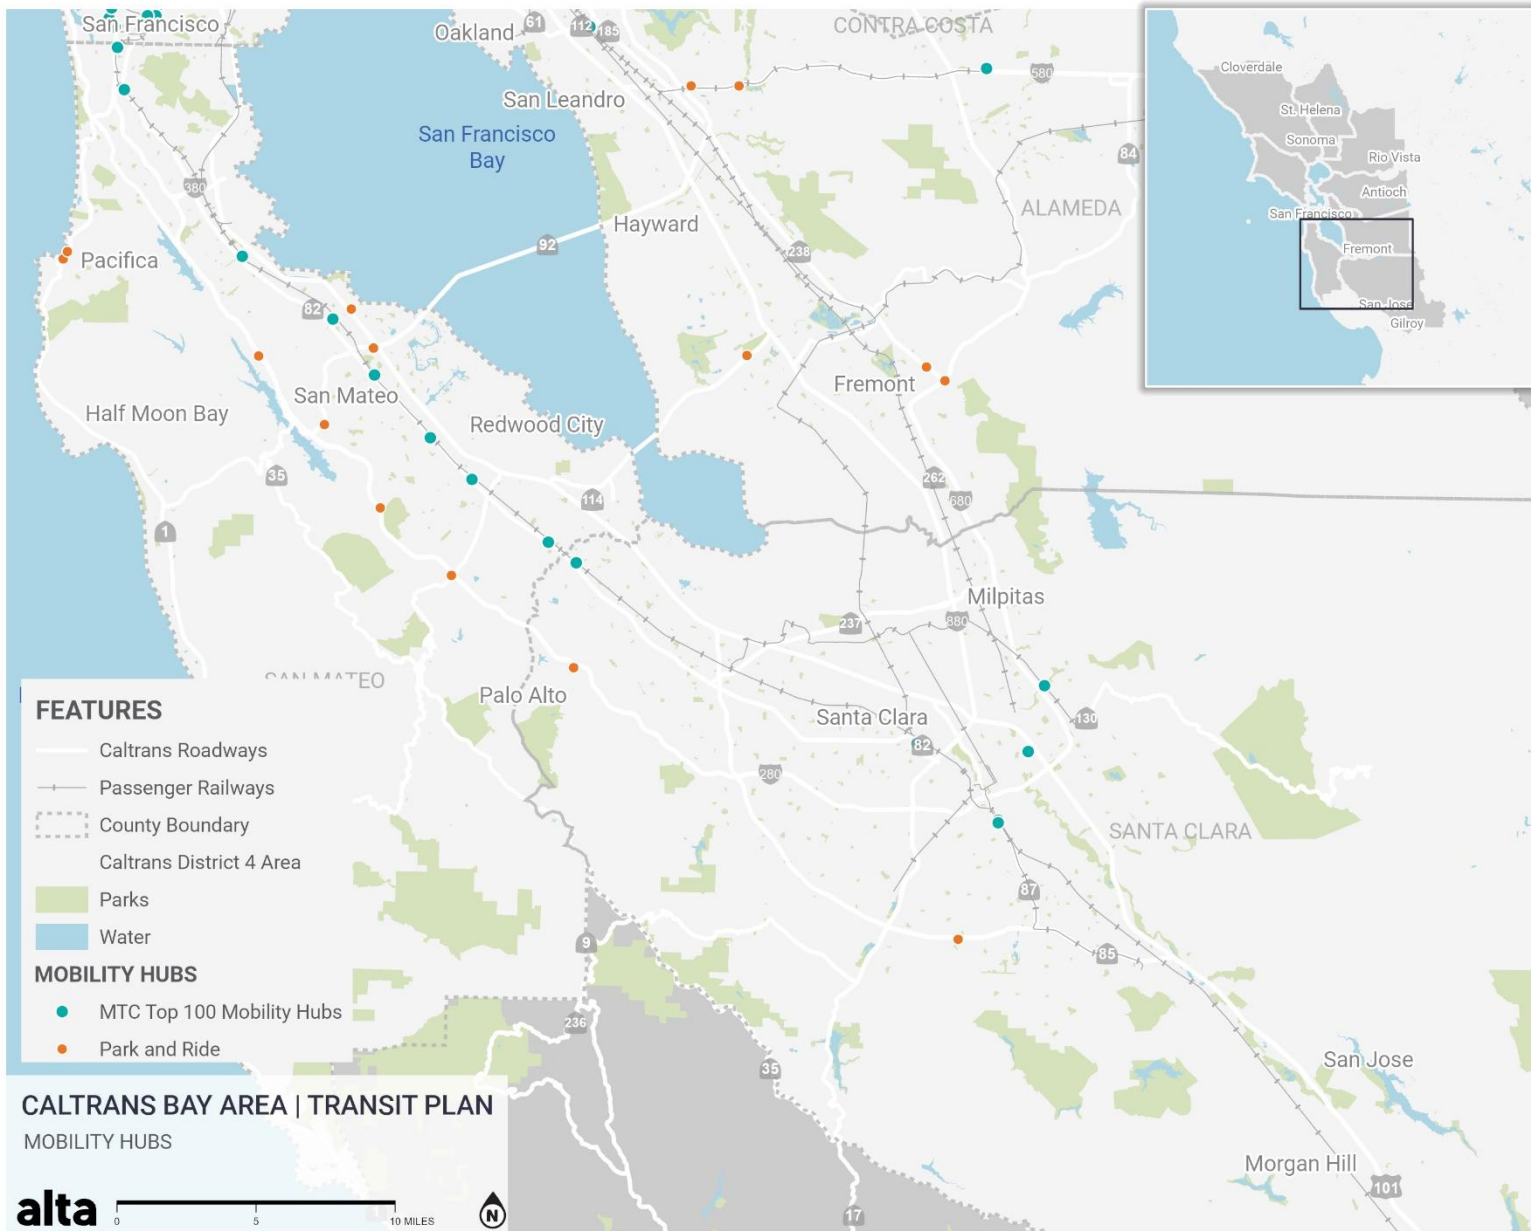 San Francisco
Oakland
61
112
185
CONTRA COSTA
580
San Leandro
San Francisco
Bay
84
380
ALAMEDA
Hayward
92
238
Pacifica
82
San Mateo
Fremont
Half Moon Bay
Redwood City
35
114
262
680
1
Milpitas
237
880
SAN MATEO
Palo Alto
Santa Clara
82
130
280
SANTA CLARA
87
9
85
236
35
San Jose
Morgan Hill
101
17
Cloverdale
St. Helena
Sonoma
Rio Vista
Antioch
San Francisco
Fremont
San Jose
Gilroy
FEATURES
Caltrans Roadways
Passenger Railways
County Boundary
Caltrans District 4 Area
Parks
Water
MOBILITY HUBS
MTC Top 100 Mobility Hubs
Park and Ride
CALTRANS BAY AREA | TRANSIT PLAN
MOBILITY HUBS
alta
0 5 10 MILES
N